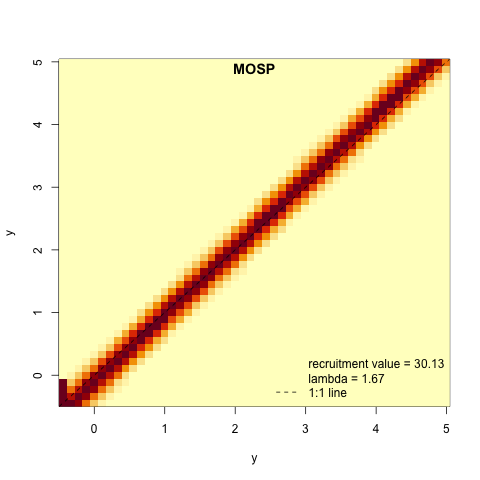 MOSP
5
4
3
2
1
0
y
recruitment value = 30.13
lambda = 1.67
1:1 line
0 1 2 3 4 5
y